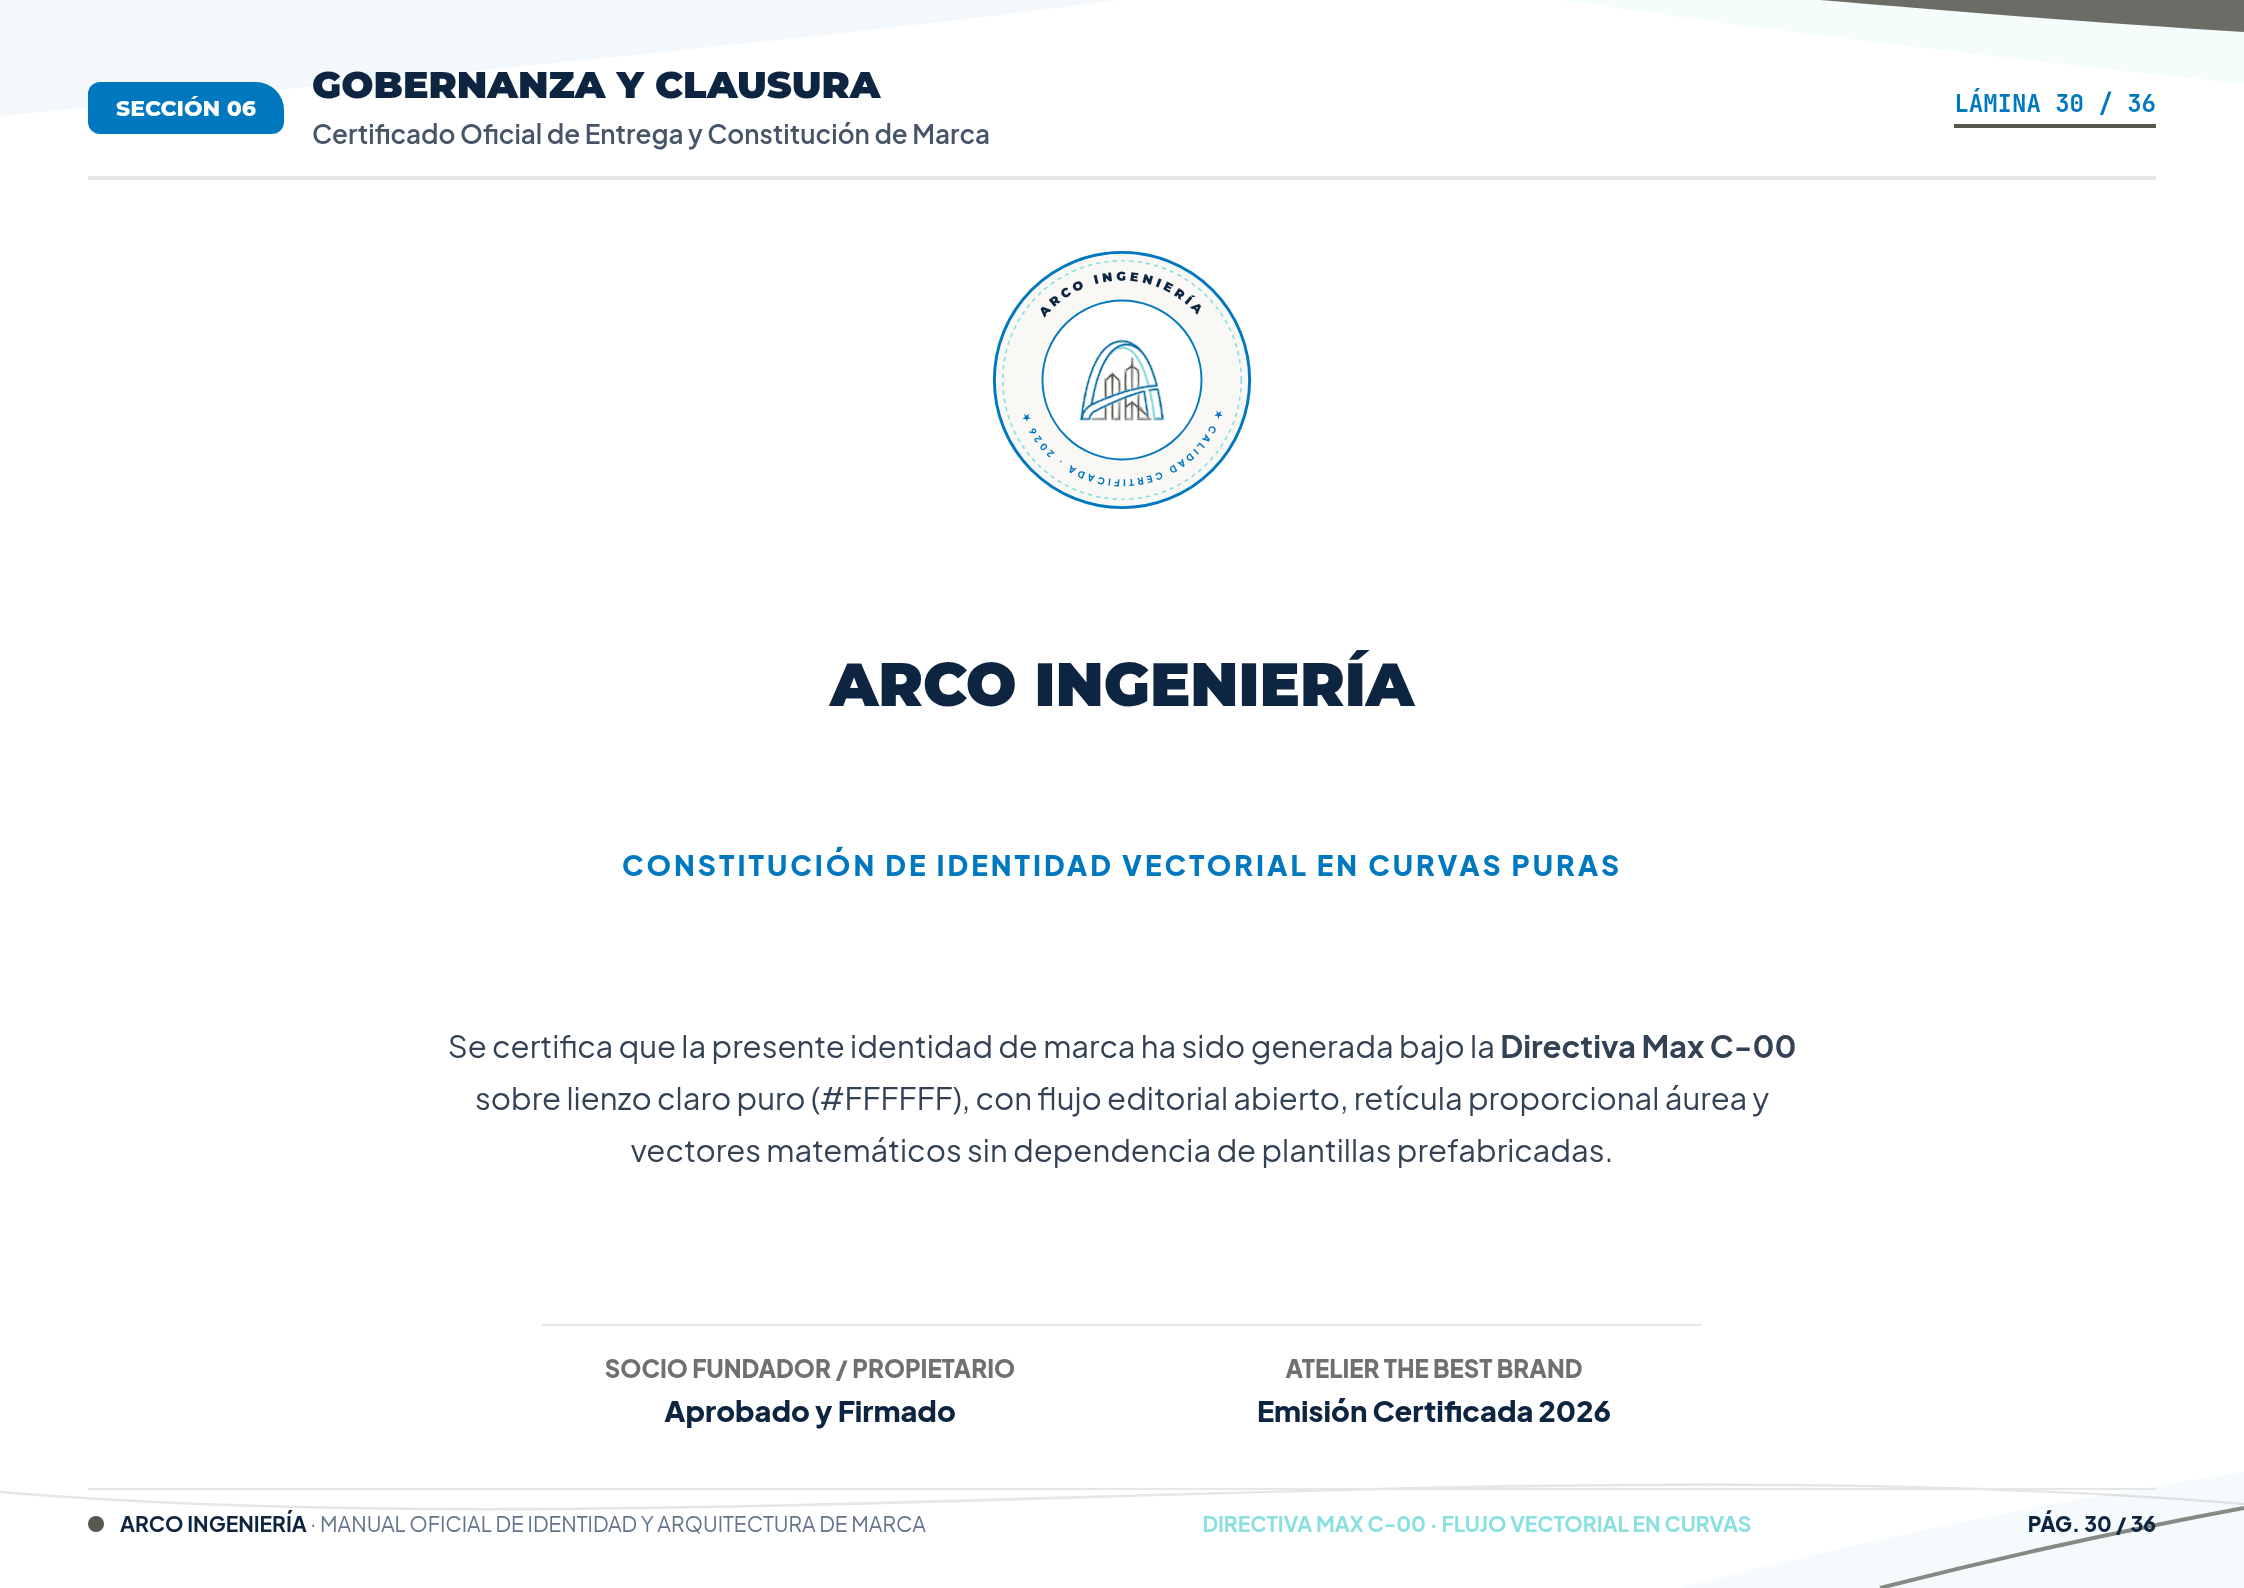 SECCIÓN 06
GOBERNANZA Y CLAUSURA
Certificado Oficial de Entrega y Constitución de Marca
LÁMINA 30 / 36
ARCO INGENIERÍA
★ CALIDAD CERTIFICADA · 2026 ★
ARCO INGENIERÍA
CONSTITUCIÓN DE IDENTIDAD VECTORIAL EN CURVAS PURAS
Se certifica que la presente identidad de marca ha sido generada bajo la Directiva Max C-00
sobre lienzo claro puro (#FFFFFF), con flujo editorial abierto, retícula proporcional áurea y
vectores matemáticos sin dependencia de plantillas prefabricadas.
SOCIO FUNDADOR / PROPIETARIO
Aprobado y Firmado
ATELIER THE BEST BRAND
Emisión Certificada 2026
ARCO INGENIERÍA · MANUAL OFICIAL DE IDENTIDAD Y ARQUITECTURA DE MARCA
DIRECTIVA MAX C-00 · FLUJO VECTORIAL EN CURVAS
PÁG. 30 / 36